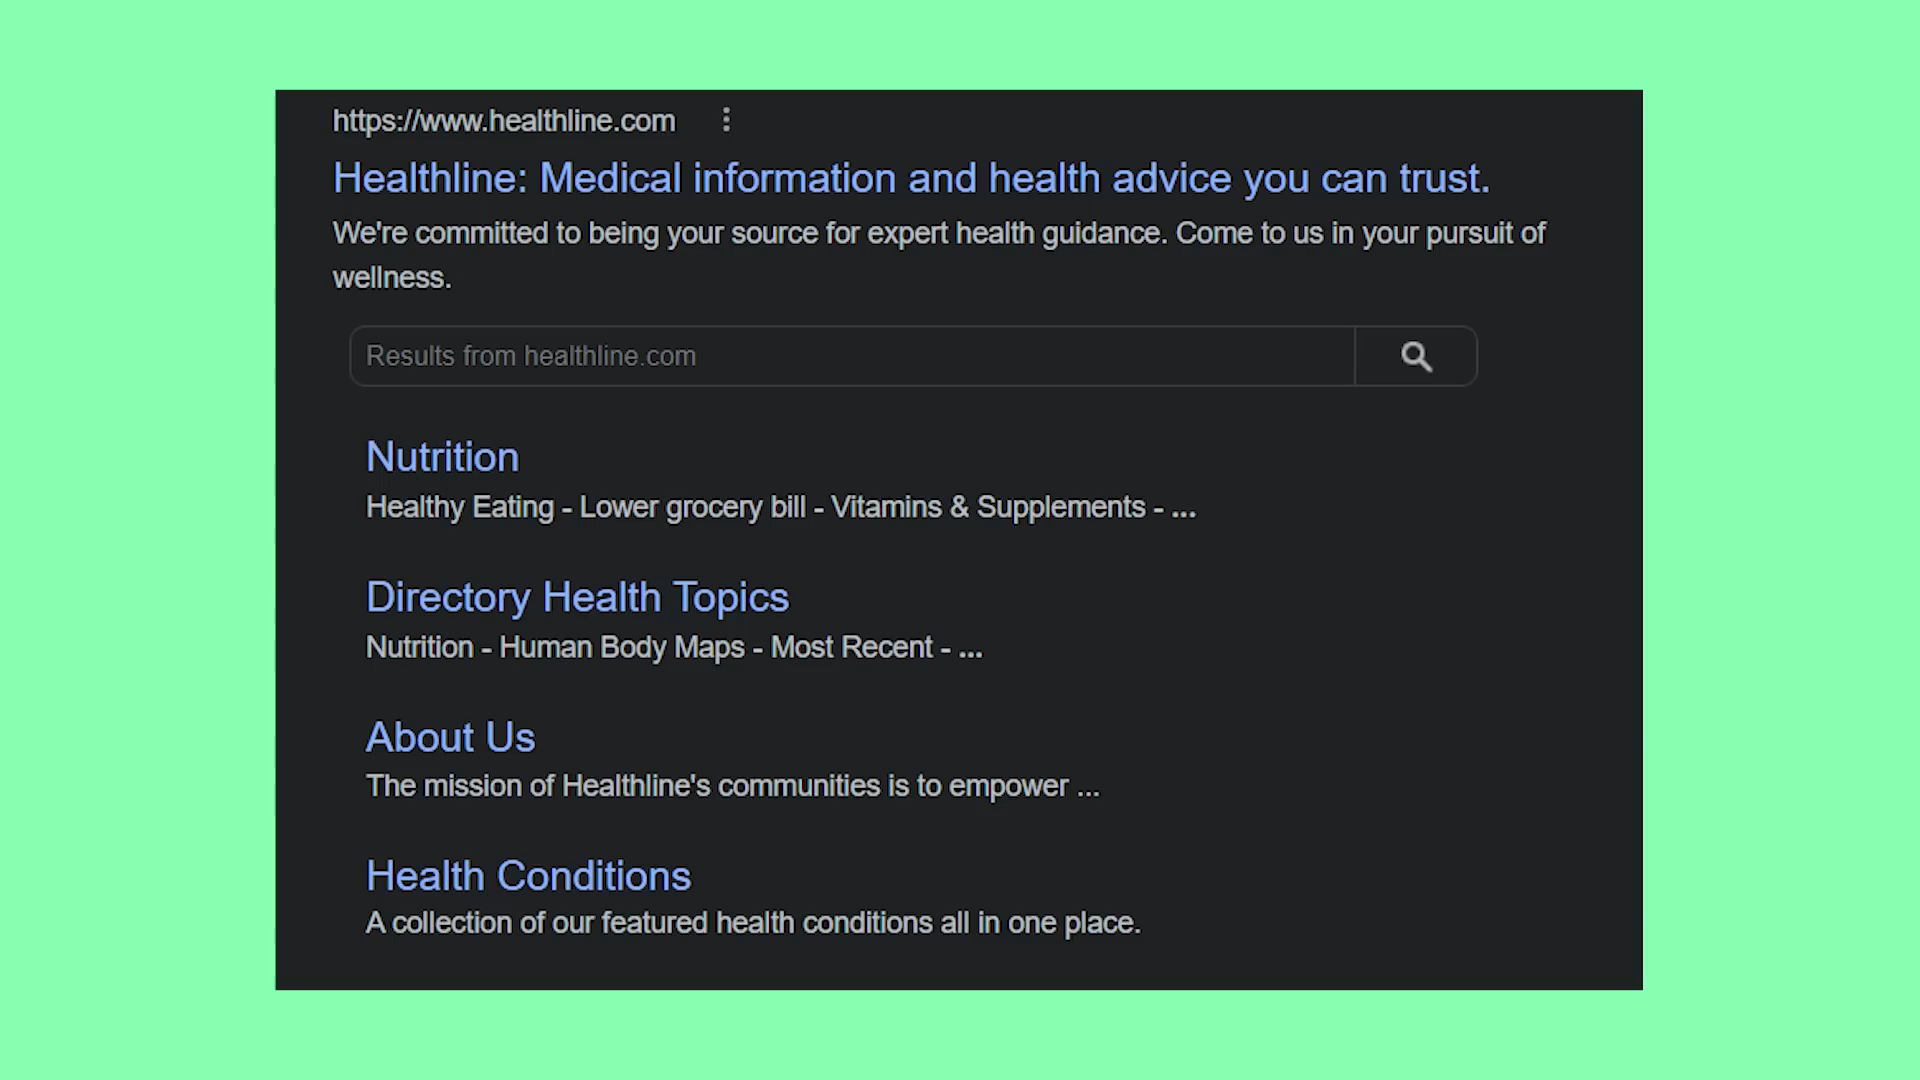 https://www.healthline.com
Healthline: Medical information and health advice you can trust.
We're committed to being your source for expert health guidance. Come to us in your pursuit of
wellness.
Results from healthline.com
Nutrition
Healthy Eating - Lower grocery bill - Vitamins & Supplements - ...
Directory Health Topics
Nutrition - Human Body Maps - Most Recent - ...
About Us
The mission of Healthline's communities is to empower ...
Health Conditions
A collection of our featured health conditions all in one place.